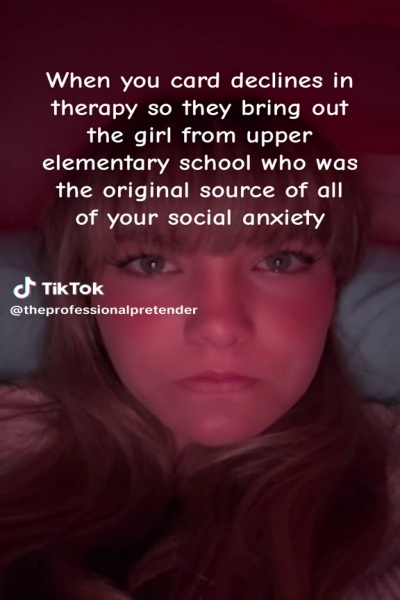 When you card declines in
therapy so they bring out
the girl from upper
elementary school who was
the original source of all
of your social anxiety
TikTok
@theprofessionalpretender